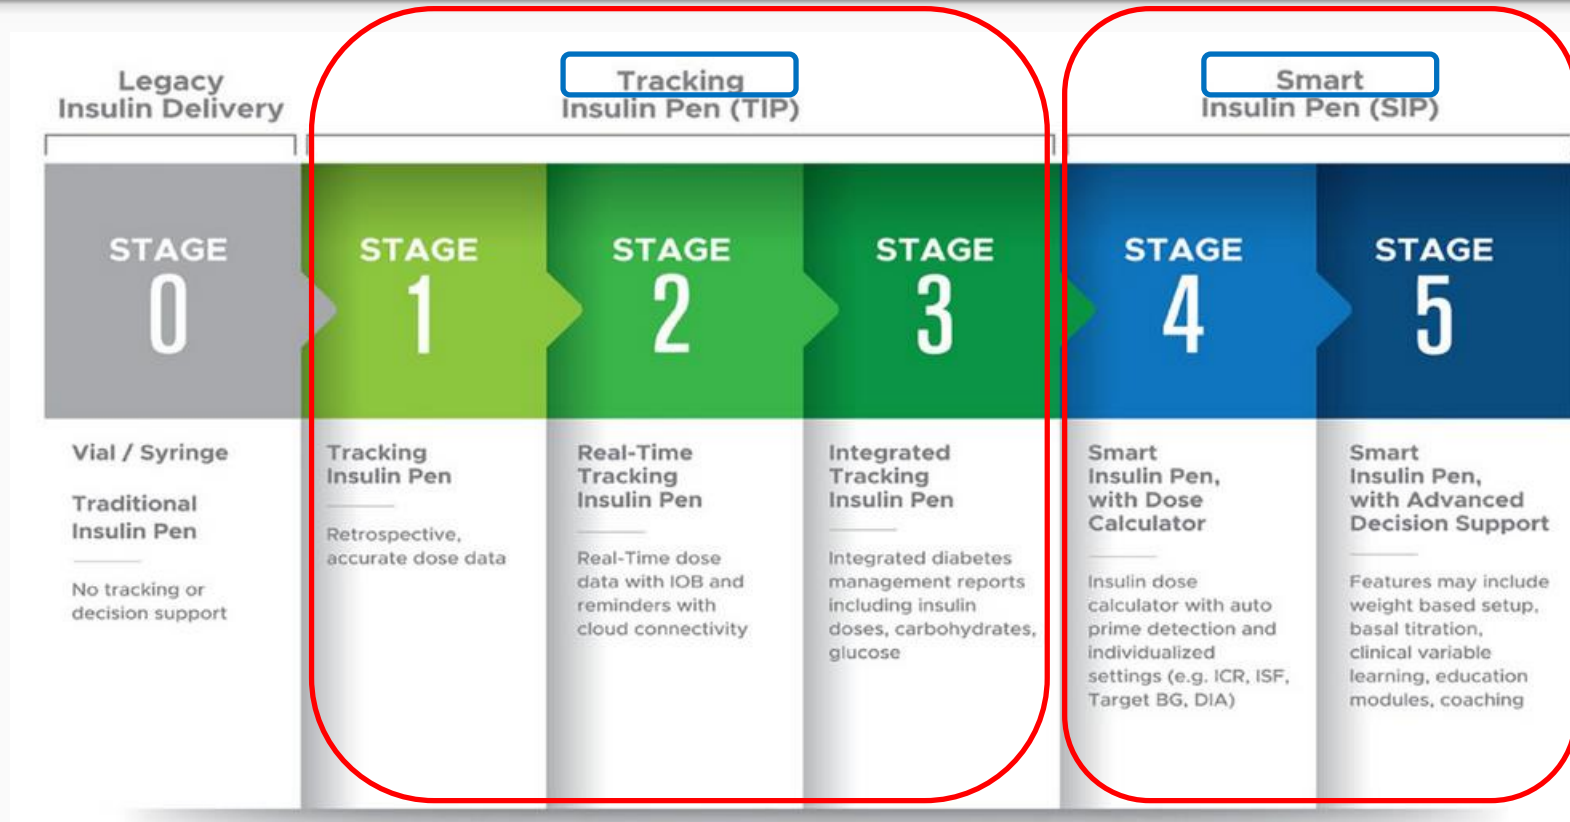 Legacy
Insulin Delivery
Tracking
Insulin Pen (TIP)
Smart
Insulin Pen (SIP)
STAGE
0
STAGE
1
STAGE
2
STAGE
3
STAGE
4
STAGE
5
Vial / Syringe
Traditional
Insulin Pen
No tracking or
decision support
Tracking
Insulin Pen
Retrospective,
accurate dose data
Real-Time
Tracking
Insulin Pen
Real-Time dose
data with IOB and
reminders with
cloud connectivity
Integrated
Tracking
Insulin Pen
Integrated diabetes
management reports
including insulin
doses, carbohydrates,
glucose
Smart
Insulin Pen,
with Dose
Calculator
Insulin dose
calculator with auto
prime detection and
individualized
settings (e.g. ICR, ISF,
Target BG, DIA)
Smart
Insulin Pen,
with Advanced
Decision Support
Features may include
weight based setup,
basal titration,
clinical variable
learning, education
modules, coaching